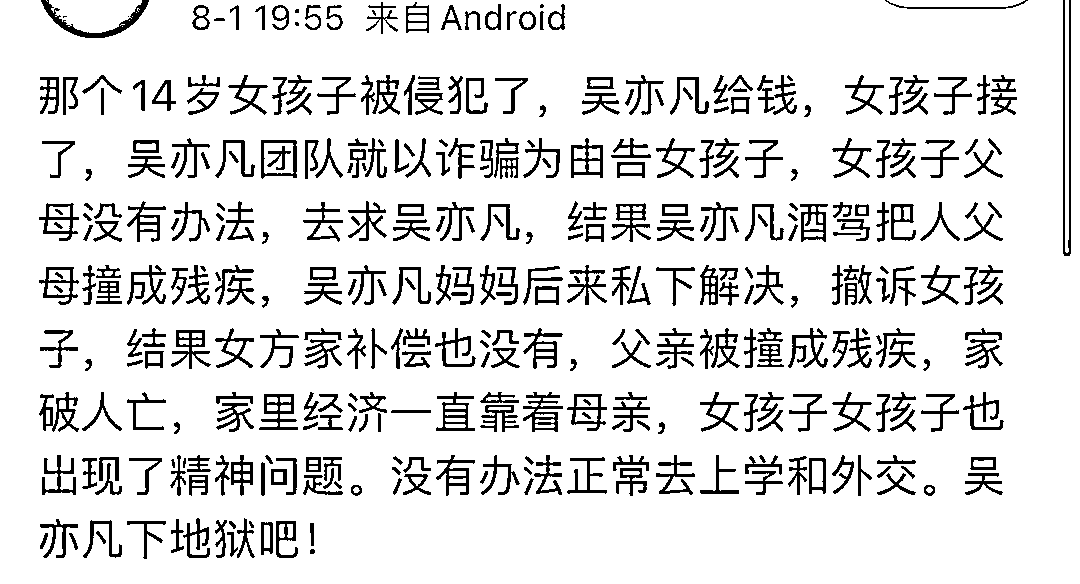 8-1 19:55 来自 Android
那个14岁女孩子被侵犯了，吴亦凡给钱，女孩子接
了，吴亦凡团队就以诈骗为由告女孩子，女孩子父
母没有办法，去求吴亦凡，结果吴亦凡酒驾把人父
母撞成残疾，吴亦凡妈妈后来私下解决，撤诉女孩
子，结果女方家补偿也没有，父亲被撞成残疾，家
破人亡，家里经济一直靠着母亲，女孩子女孩子也
出现了精神问题。没有办法正常去上学和外交。吴
亦凡下地狱吧！